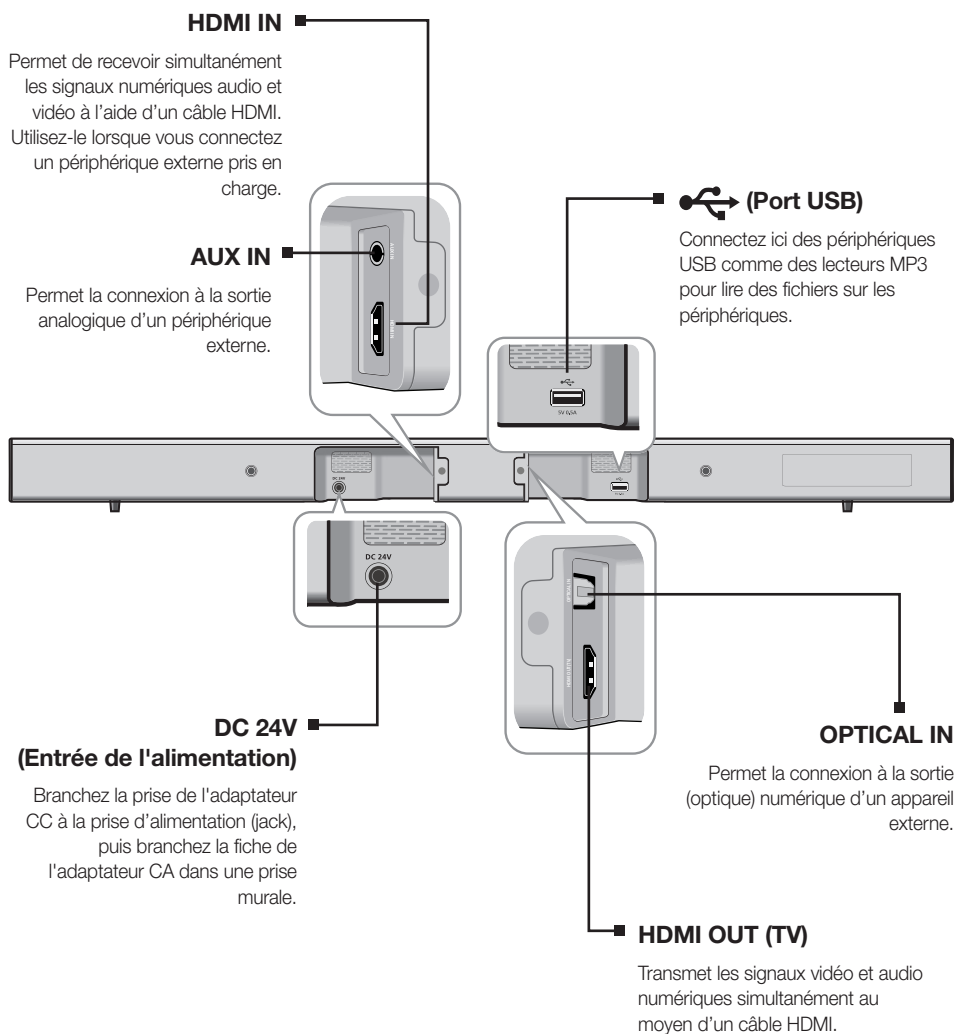 HDMI IN
Permet de recevoir simultanément
les signaux numériques audio et
vidéo à l’aide d’un câble HDMI.
Utilisez-le lorsque vous connectez
un périphérique externe pris en
charge.
AUX IN
Permet la connexion à la sortie
analogique d’un périphérique
externe.
(Port USB)
Connectez ici des périphériques
USB comme des lecteurs MP3
pour lire des fichiers sur les
périphériques.
AUX IN
HDMI IN
5V 0,5A
DC 24V
DC 24V
DC 24V
(Entrée de l'alimentation)
Branchez la prise de l'adaptateur
CC à la prise d’alimentation (jack),
puis branchez la fiche de
l'adaptateur CA dans une prise
murale.
OPTICAL IN
Permet la connexion à la sortie
(optique) numérique d’un appareil
externe.
HDMI OUT (TV)
Transmet les signaux vidéo et audio
numériques simultanément au
moyen d’un câble HDMI.